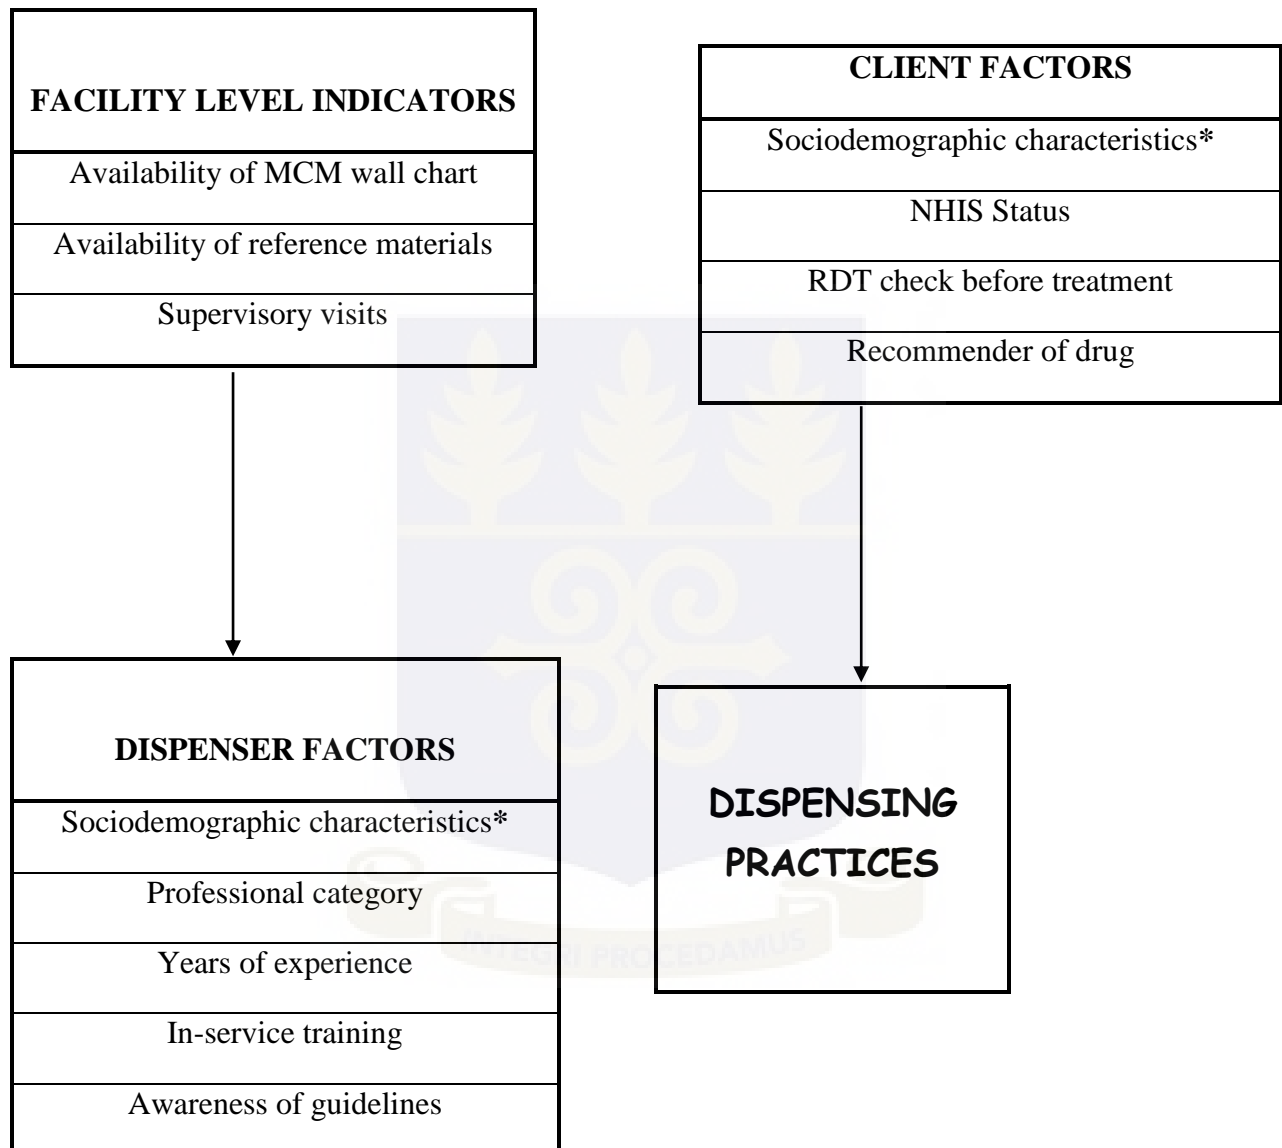 FACILITY LEVEL INDICATORS
Availability of MCM wall chart
Availability of reference materials
Supervisory visits
CLIENT FACTORS
Sociodemographic characteristics*
NHIS Status
RDT check before treatment
Recommender of drug
DISPENSER FACTORS
Sociodemographic characteristics*
Professional category
Years of experience
In-service training
Awareness of guidelines
DISPENSING
PRACTICES
INTEGRI PROCEDAMUS